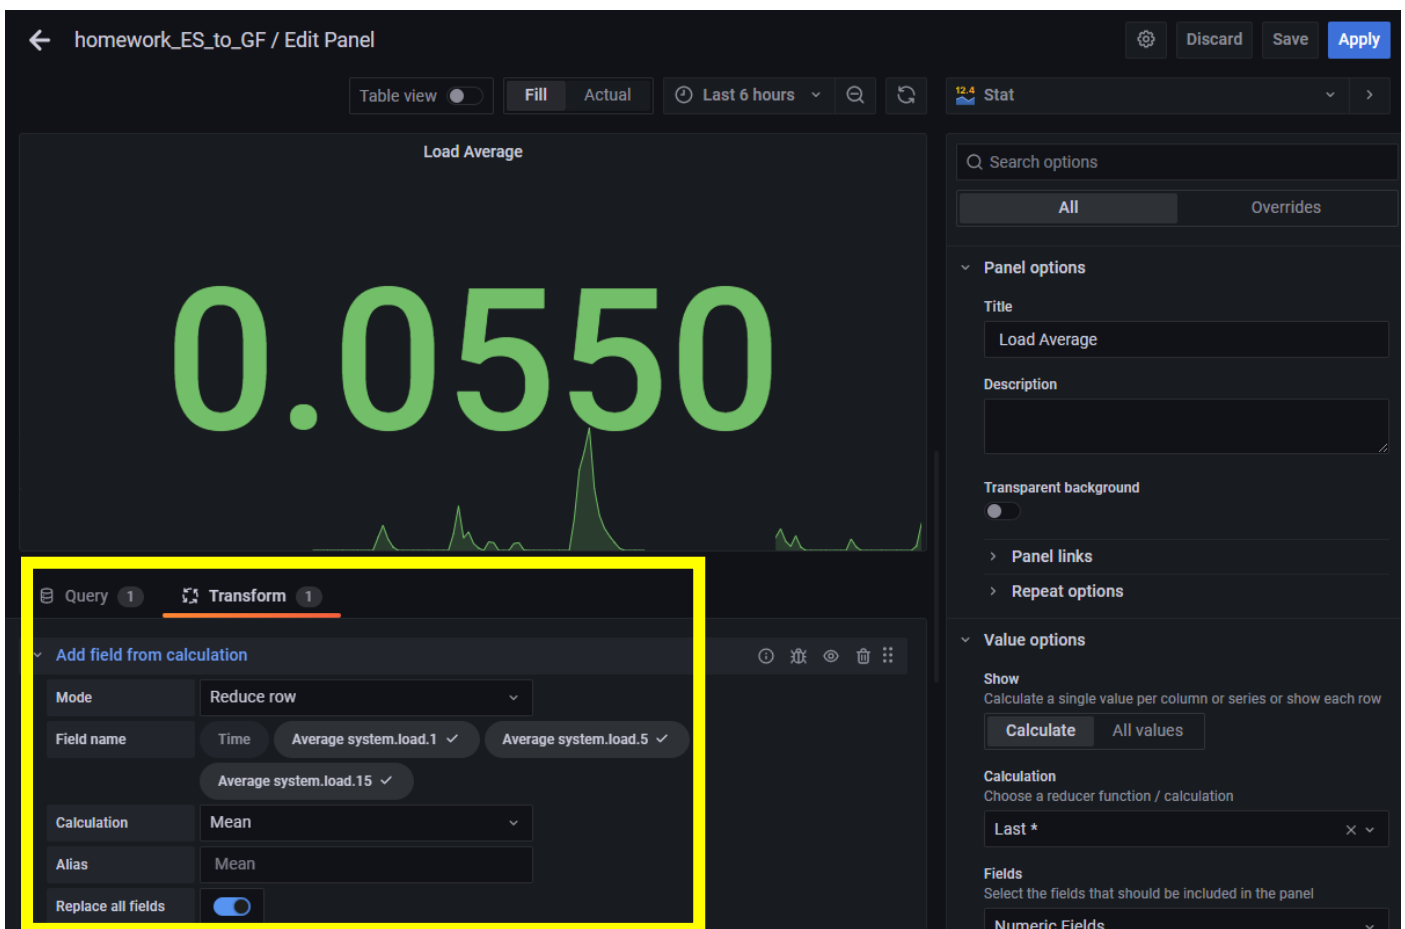 homework_ES_to_GF / Edit Panel
Discard
Save
Apply
Table view
Fill
Actual
Last 6 hours
12.4
Stat
Load Average
0.0550
Search options
All
Overrides
Panel options
Title
Load Average
Description
Transparent background
Panel links
Repeat options
Value options
Show
Calculate a single value per column or series or show each row
Calculate
All values
Calculation
Choose a reducer function / calculation
Last *
Fields
Select the fields that should be included in the panel
Numeric Fields
Query 1
Transform 1
Add field from calculation
Mode
Reduce row
Field name
Time
Average system.load.1
Average system.load.5
Average system.load.15
Calculation
Mean
Alias
Mean
Replace all fields